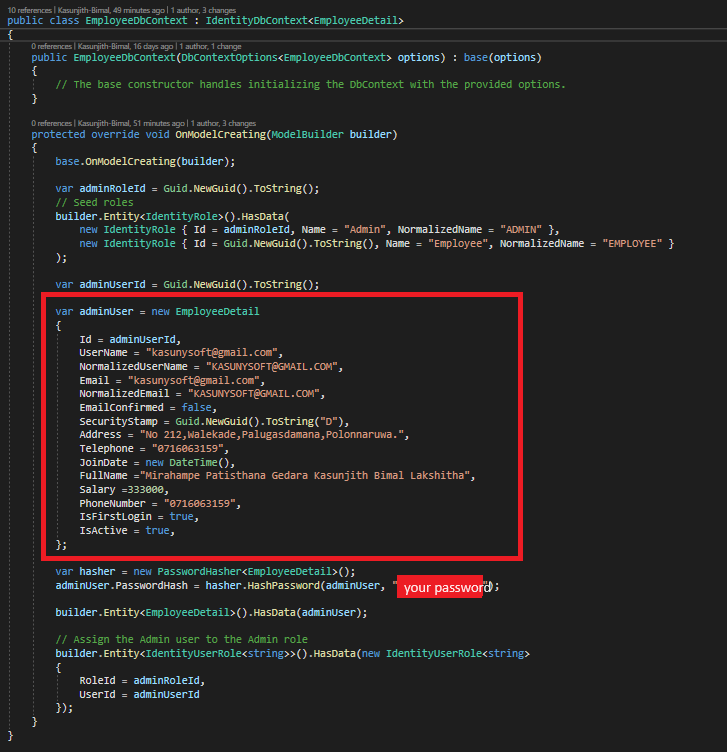 10 references | Kasunjith-Bimal, 49 minutes ago | 1 author, 3 changes
public class EmployeeDbContext : IdentityDbContext<EmployeeDetail>
{
0 references | Kasunjith-Bimal, 16 days ago | 1 author, 1 change
public EmployeeDbContext(DbContextOptions<EmployeeDbContext> options) : base(options)
{
// The base constructor handles initializing the DbContext with the provided options.
}
0 references | Kasunjith-Bimal, 51 minutes ago | 1 author, 3 changes
protected override void OnModelCreating(ModelBuilder builder)
{
base.OnModelCreating(builder);
var adminRoleId = Guid.NewGuid().ToString();
// Seed roles
builder.Entity<IdentityRole>().HasData(
new IdentityRole { Id = adminRoleId, Name = "Admin", NormalizedName = "ADMIN" },
new IdentityRole { Id = Guid.NewGuid().ToString(), Name = "Employee", NormalizedName = "EMPLOYEE" }
);
var adminUserId = Guid.NewGuid().ToString();
var adminUser = new EmployeeDetail
{
Id = adminUserId,
UserName = "kasunysoft@gmail.com",
NormalizedUserName = "KASUNYSOFT@GMAIL.COM",
Email = "kasunysoft@gmail.com",
NormalizedEmail = "KASUNYSOFT@GMAIL.COM",
EmailConfirmed = false,
SecurityStamp = Guid.NewGuid().ToString("D"),
Address = "No 212,Walekade,Palugasdamana,Polonnaruwa.",
Telephone = "0716063159",
JoinDate = new DateTime(),
FullName ="Mirahampe Patisthana Gedara Kasunjith Bimal Lakshitha",
Salary =333000,
PhoneNumber = "0716063159",
IsFirstLogin = true,
IsActive = true,
};
var hasher = new PasswordHasher<EmployeeDetail>();
adminUser.PasswordHash = hasher.HashPassword(adminUser, "your password");
builder.Entity<EmployeeDetail>().HasData(adminUser);
// Assign the Admin user to the Admin role
builder.Entity<IdentityUserRole<string>>().HasData(new IdentityUserRole<string>
{
RoleId = adminRoleId,
UserId = adminUserId
});
}
}